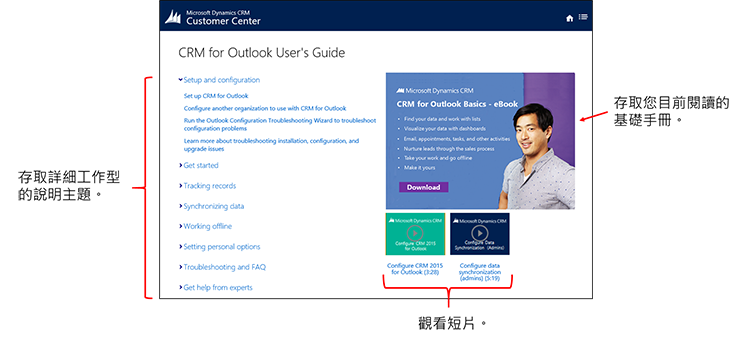 Microsoft Dynamics CRM
Customer Center
CRM for Outlook User's Guide
Setup and configuration
Set up CRM for Outlook
Configure another organization to use with CRM for Outlook
Run the Outlook Configuration Troubleshooting Wizard to troubleshoot
configuration problems
Learn more about troubleshooting installation, configuration, and
upgrade issues
Get started
Tracking records
Synchronizing data
Working offline
Setting personal options
Troubleshooting and FAQ
Get help from experts
Microsoft Dynamics CRM
CRM for Outlook Basics - eBook
• Find your data and work with lists
• Visualize your data with dashboards
• Email, appointments, tasks, and other activities
• Nurture leads through the sales process
• Take your work and go offline
• Make it yours
Download
Microsoft Dynamics CRM
Configure CRM 2015
for Outlook
Microsoft Dynamics CRM
Configure Data
Synchronization (Admins)
Configure CRM 2015
for Outlook (3:28)
Configure data
synchronization
(admins) (5:19)
存取詳細工作型
的說明主題。
存取您目前閱讀的
基礎手冊。
觀看短片。